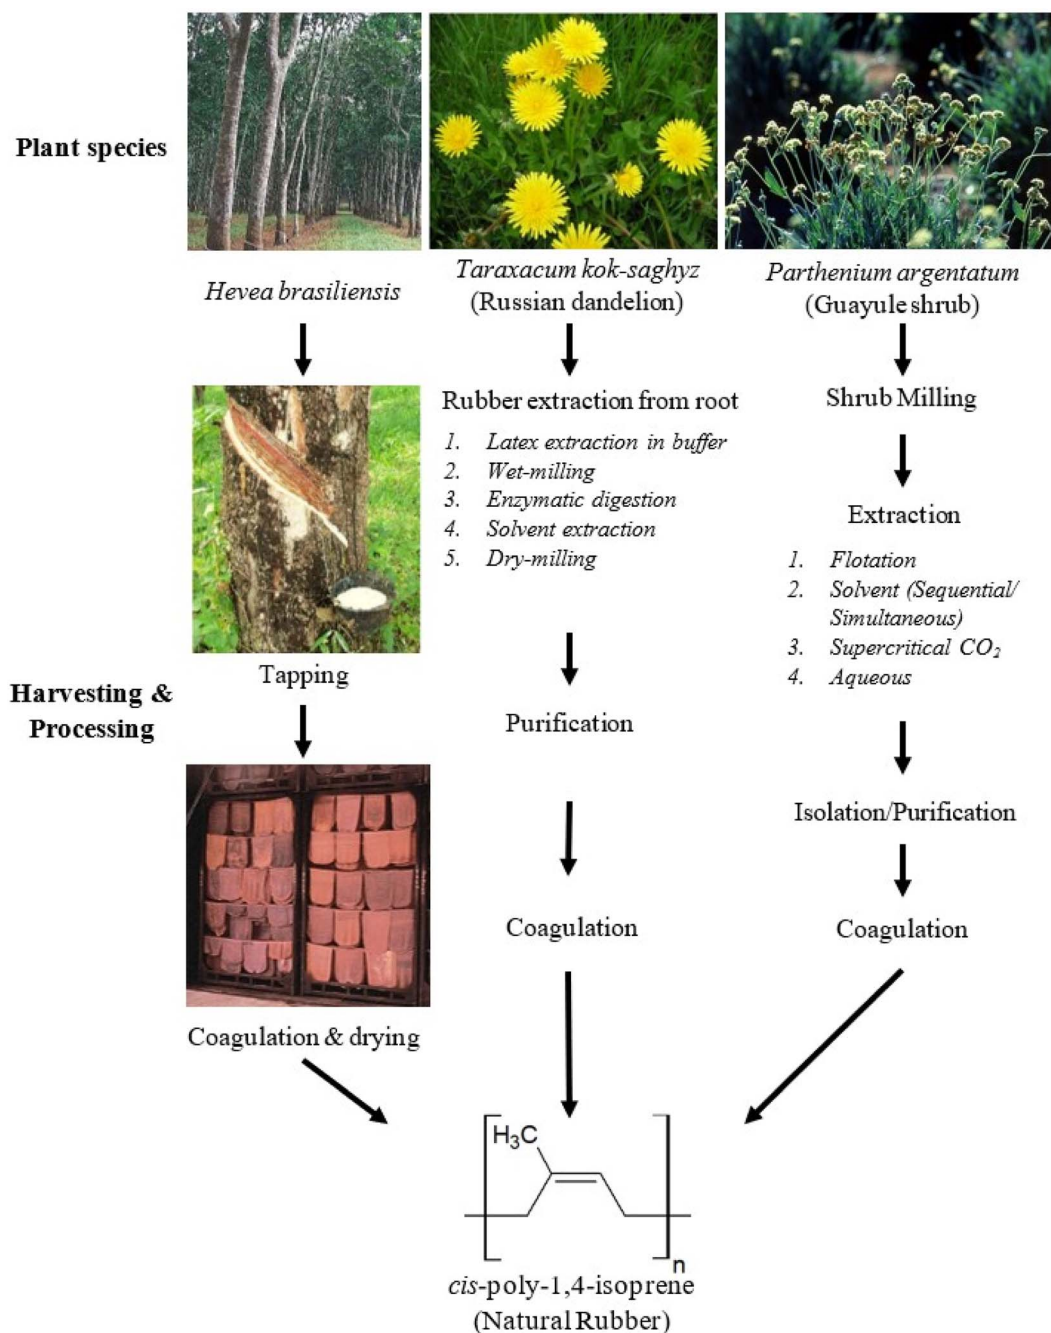 Plant species
Hevea brasiliensis
Taraxacum kok-saghyz
(Russian dandelion)
Parthenium argentatum
(Guayule shrub)
Harvesting &
Processing
Tapping
Coagulation & drying
Rubber extraction from root
1. Latex extraction in buffer
2. Wet-milling
3. Enzymatic digestion
4. Solvent extraction
5. Dry-milling
Purification
Coagulation
Shrub Milling
Extraction
1. Flotation
2. Solvent (Sequential/
Simultaneous)
3. Supercritical CO₂
4. Aqueous
Isolation/Purification
Coagulation
H₃C
n
cis-poly-1,4-isoprene
(Natural Rubber)